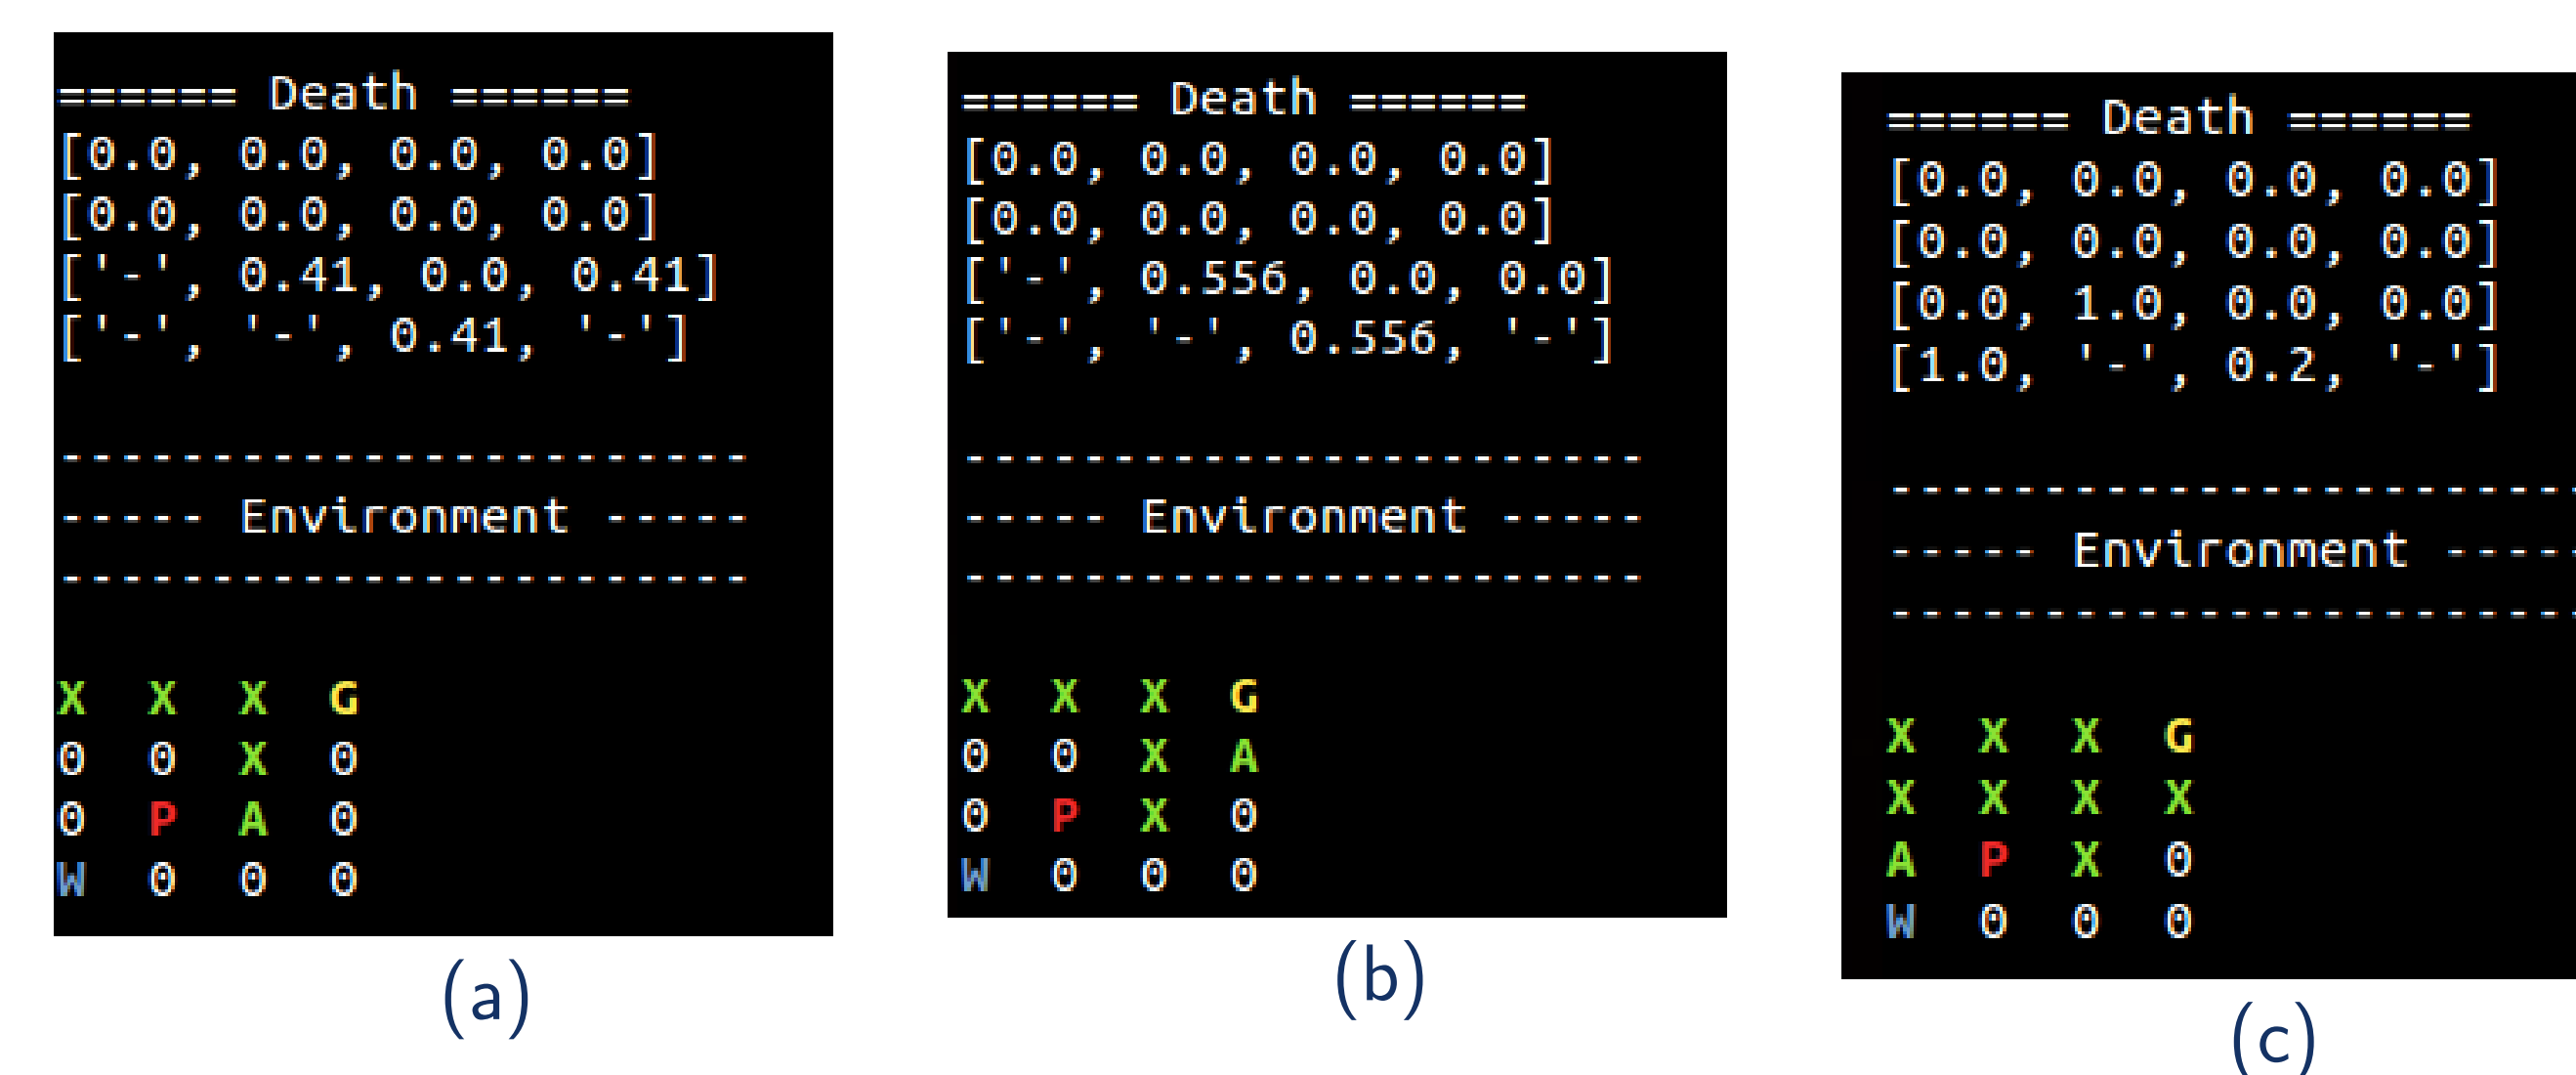 ====== Death ======
[0.0, 0.0, 0.0, 0.0]
[0.0, 0.0, 0.0, 0.0]
['-', 0.41, 0.0, 0.41]
['-', '-', 0.41, '-']
-----------------------
----- Environment -----
-----------------------
X X X G
0 0 X 0
0 P A 0
W 0 0 0
(a)
====== Death ======
[0.0, 0.0, 0.0, 0.0]
[0.0, 0.0, 0.0, 0.0]
['-', 0.556, 0.0, 0.0]
['-', '-', 0.556, '-']
-----------------------
----- Environment -----
-----------------------
X X X G
0 0 X A
0 P X 0
W 0 0 0
(b)
====== Death ======
[0.0, 0.0, 0.0, 0.0]
[0.0, 0.0, 0.0, 0.0]
[0.0, 1.0, 0.0, 0.0]
[1.0, '-', 0.2, '-']
-----------------------
----- Environment -----
-----------------------
X X X G
X X X X
A P X 0
W 0 0 0
(c)